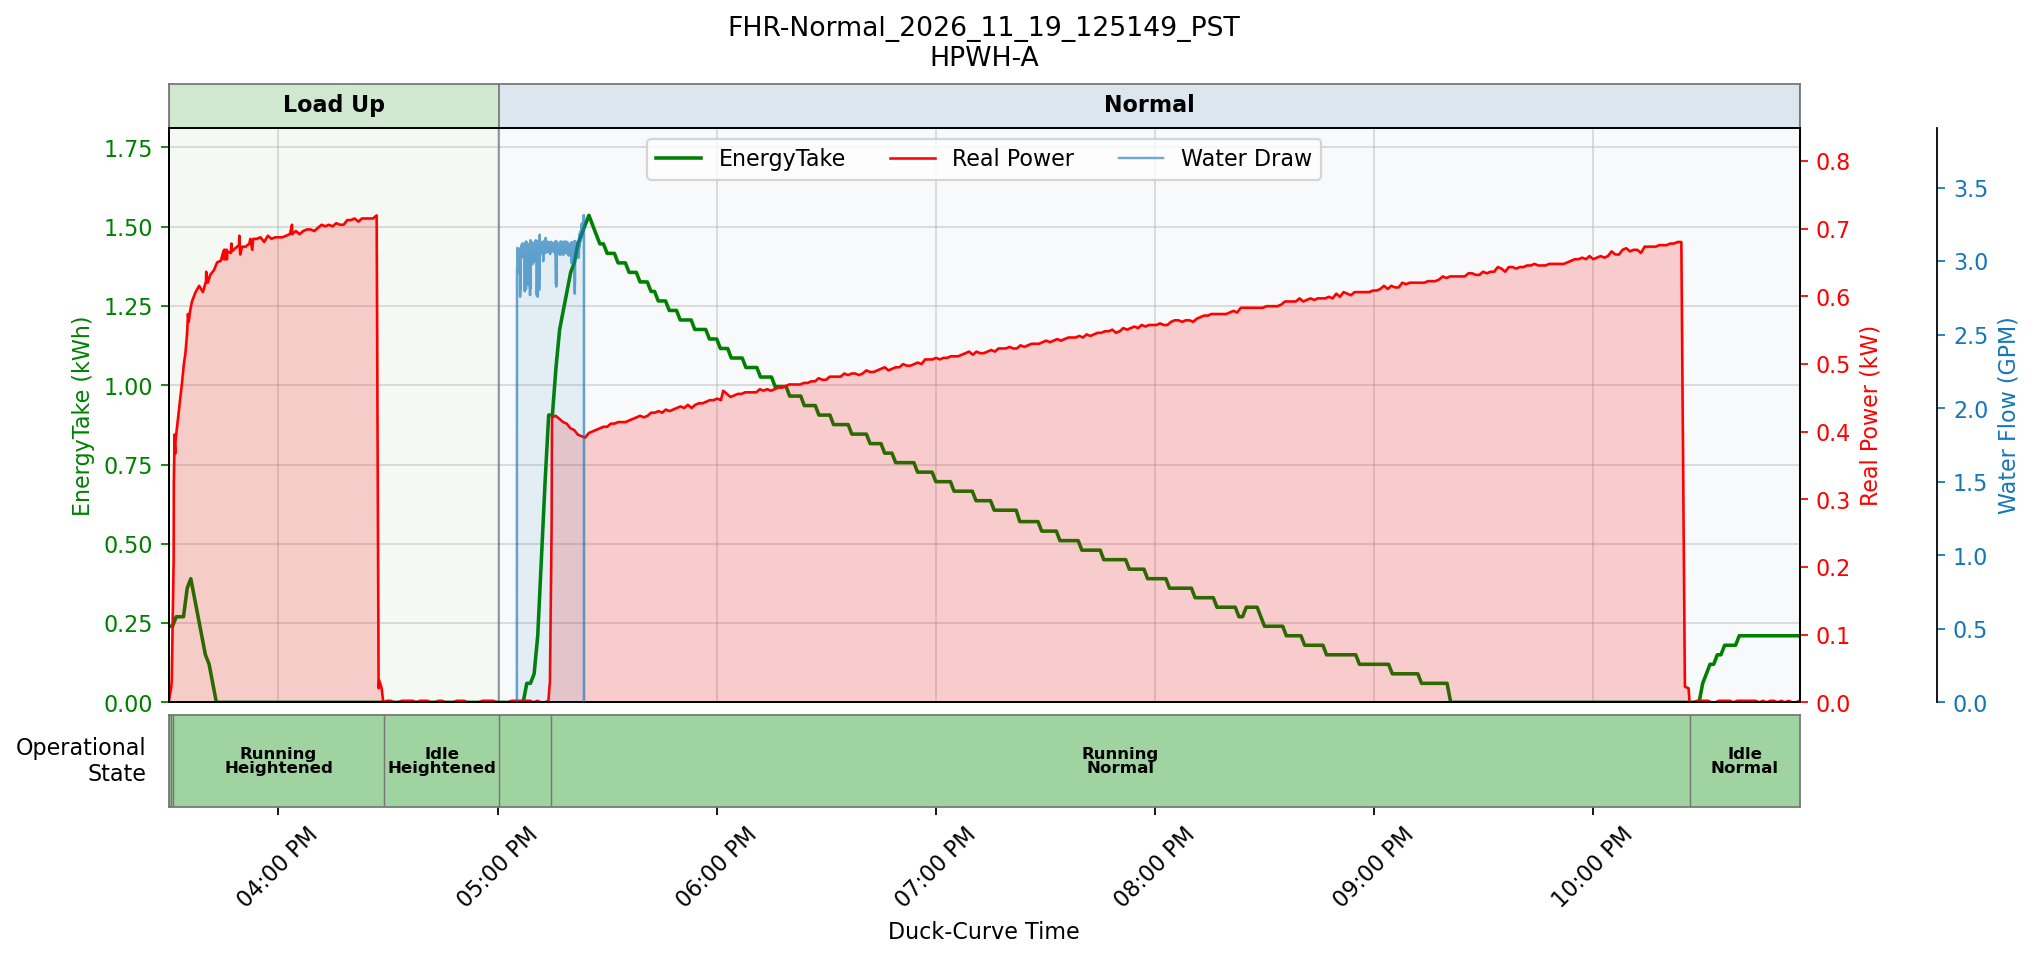 FHR-Normal_2026_11_19_125149_PST
HPWH-A
Load Up
Normal
EnergyTake
Real Power
Water Draw
EnergyTake (kWh)
1.75
1.50
1.25
1.00
0.75
0.50
0.25
0.00
Real Power (kW)
0.8
0.7
0.6
0.5
0.4
0.3
0.2
0.1
0.0
Water Flow (GPM)
3.5
3.0
2.5
2.0
1.5
1.0
0.5
0.0
Operational
State
Running
Heightened
Idle
Heightened
Running
Normal
Idle
Normal
04:00 PM
05:00 PM
06:00 PM
07:00 PM
08:00 PM
09:00 PM
10:00 PM
Duck-Curve Time